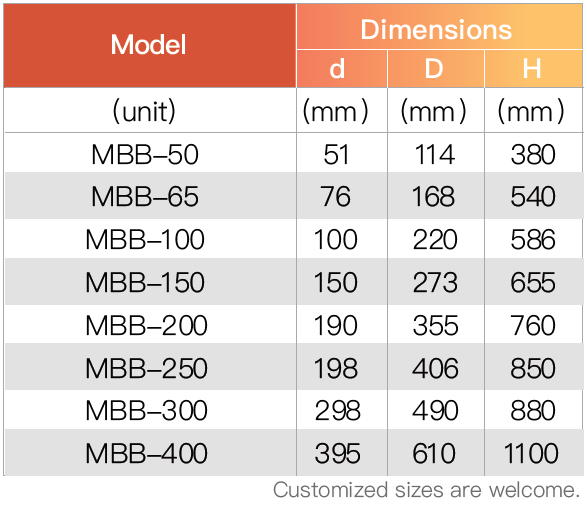 Model Dimensions
d D H
(unit) (mm) (mm) (mm)
MBB–50 51 114 380
MBB–65 76 168 540
MBB–100 100 220 586
MBB–150 150 273 655
MBB–200 190 355 760
MBB–250 198 406 850
MBB–300 298 490 880
MBB–400 395 610 1100
Customized sizes are welcome.